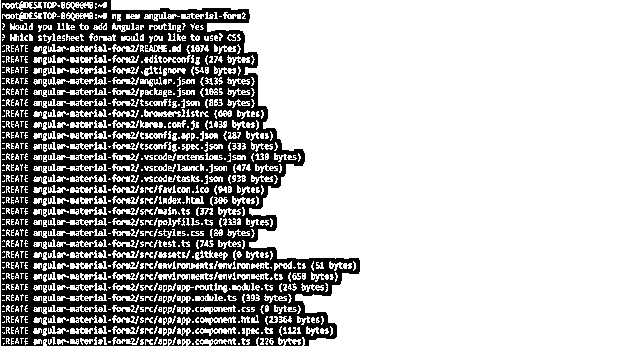 root@DESKTOP-B6Q00MB:~#
root@DESKTOP-B6Q00MB:~# ng new angular-material-form2
? Would you like to add Angular routing? Yes
? Which stylesheet format would you like to use? CSS
CREATE angular-material-form2/README.md (1074 bytes)
CREATE angular-material-form2/.editorconfig (274 bytes)
CREATE angular-material-form2/.gitignore (548 bytes)
CREATE angular-material-form2/angular.json (3135 bytes)
CREATE angular-material-form2/package.json (1085 bytes)
CREATE angular-material-form2/tsconfig.json (863 bytes)
CREATE angular-material-form2/.browserslistrc (600 bytes)
CREATE angular-material-form2/karma.conf.js (1439 bytes)
CREATE angular-material-form2/tsconfig.app.json (287 bytes)
CREATE angular-material-form2/tsconfig.spec.json (333 bytes)
CREATE angular-material-form2/.vscode/extensions.json (130 bytes)
CREATE angular-material-form2/.vscode/launch.json (474 bytes)
CREATE angular-material-form2/.vscode/tasks.json (938 bytes)
CREATE angular-material-form2/src/favicon.ico (948 bytes)
CREATE angular-material-form2/src/index.html (306 bytes)
CREATE angular-material-form2/src/main.ts (372 bytes)
CREATE angular-material-form2/src/polyfills.ts (2338 bytes)
CREATE angular-material-form2/src/styles.css (80 bytes)
CREATE angular-material-form2/src/test.ts (745 bytes)
CREATE angular-material-form2/src/assets/.gitkeep (0 bytes)
CREATE angular-material-form2/src/environments/environment.prod.ts (51 bytes)
CREATE angular-material-form2/src/environments/environment.ts (658 bytes)
CREATE angular-material-form2/src/app/app-routing.module.ts (245 bytes)
CREATE angular-material-form2/src/app/app.module.ts (393 bytes)
CREATE angular-material-form2/src/app/app.component.css (0 bytes)
CREATE angular-material-form2/src/app/app.component.html (23364 bytes)
CREATE angular-material-form2/src/app/app.component.spec.ts (1121 bytes)
CREATE angular-material-form2/src/app/app.component.ts (226 bytes)